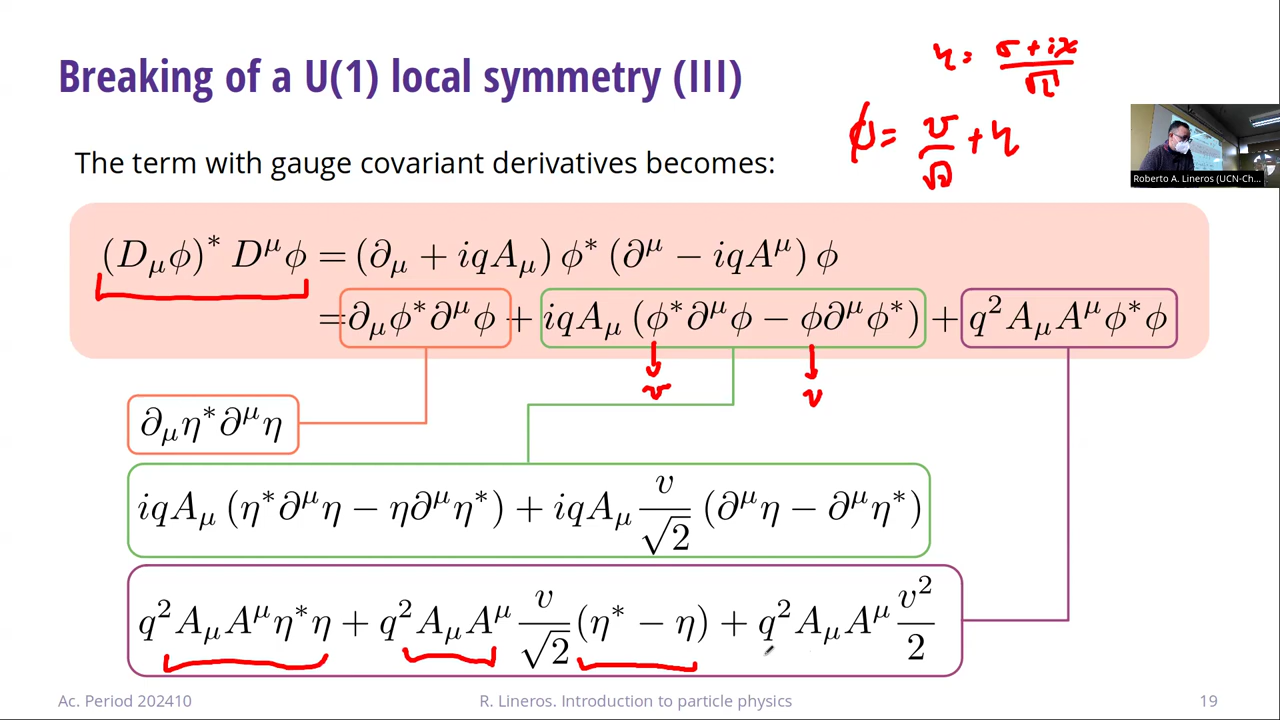 η = σ + iχ / √2
Breaking of a U(1) local symmetry (III)
ϕ = v/√2 + η
The term with gauge covariant derivatives becomes:
Roberto A. Lineros (UCN-Ch...
(D_μϕ)* D^μϕ = (∂_μ + iqA_μ) ϕ* (∂^μ − iqA^μ) ϕ
= ∂_μϕ*∂^μϕ + iqA_μ (ϕ*∂^μϕ − ϕ∂^μϕ*) + q²A_μA^μϕ*ϕ
v v
∂_μη*∂^μη
iqA_μ (η*∂^μη − η∂^μη*) + iqA_μ v/√2 (∂^μη − ∂^μη*)
q²A_μA^μη*η + q²A_μA^μ v/√2 (η* − η) + q²A_μA^μ v²/2
Ac. Period 202410
R. Lineros. Introduction to particle physics
19